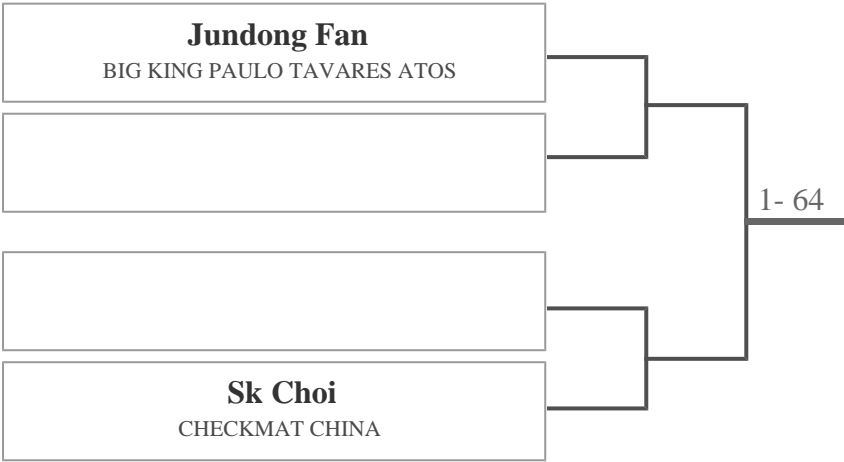 Jundong Fan
BIG KING PAULO TAVARES ATOS
1- 64
Sk Choi
CHECKMAT CHINA